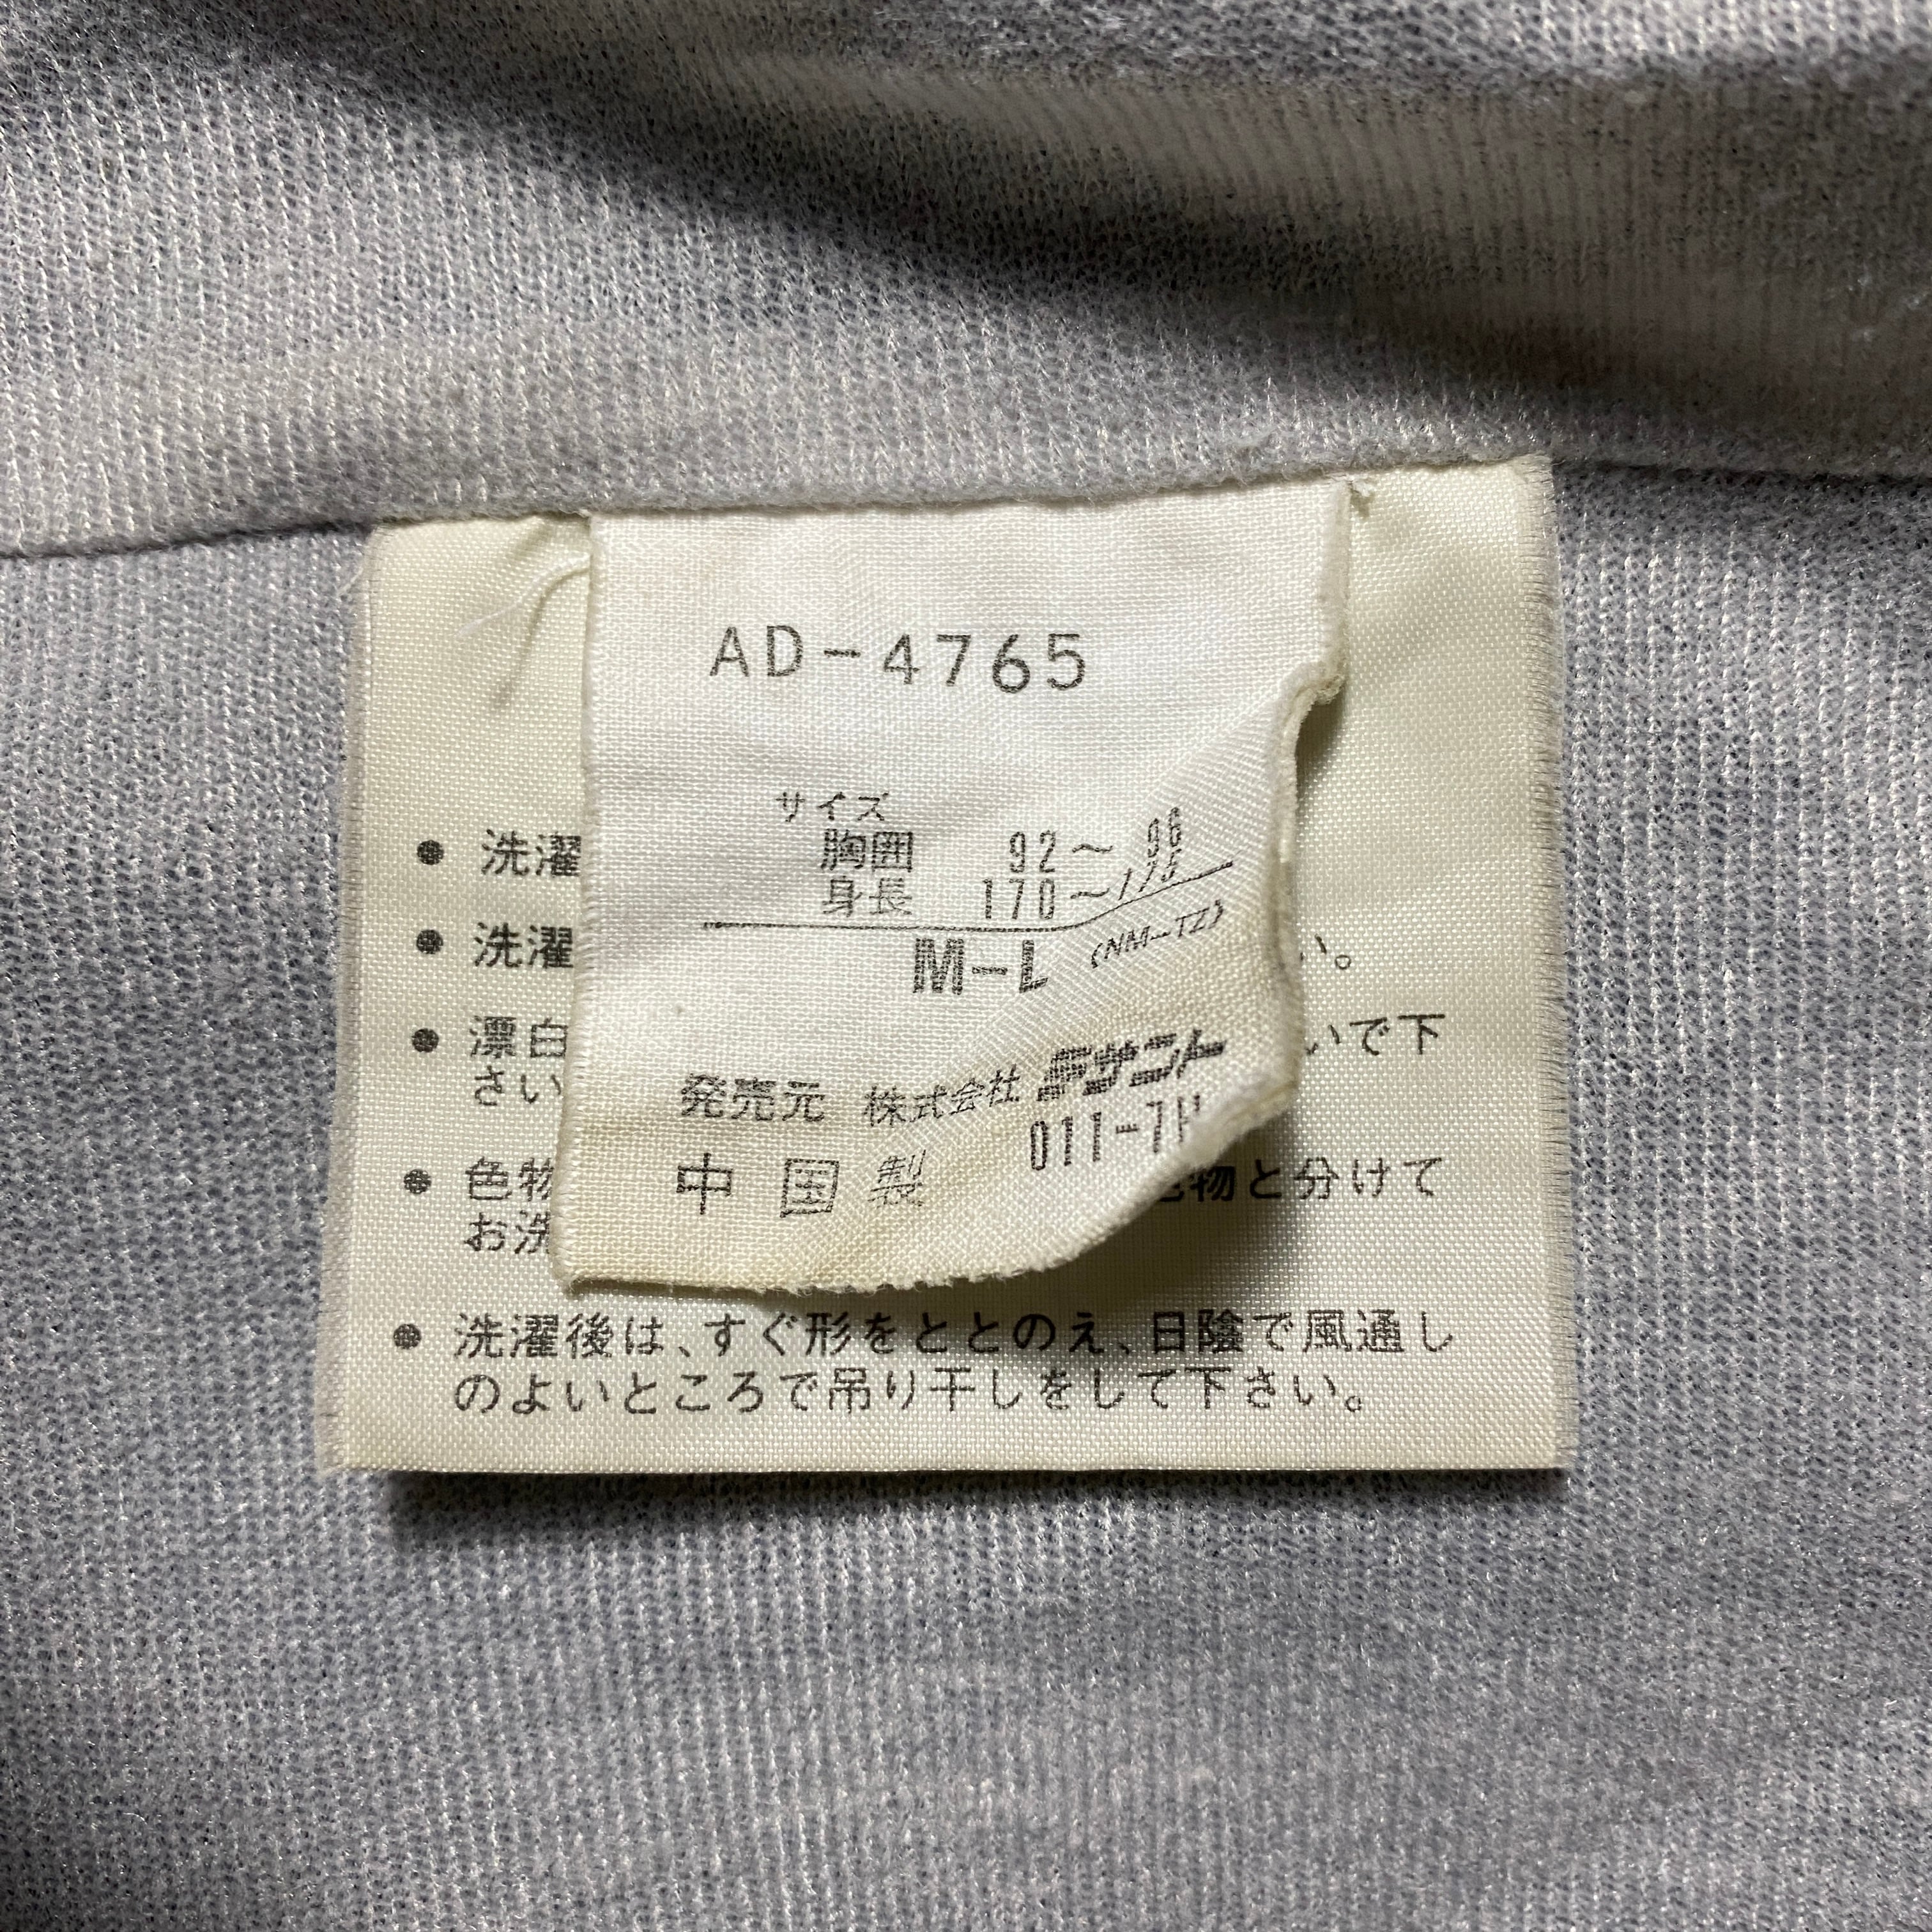 AD-4765
サイズ
胸囲 92〜96
身長 170〜175
M-L (NM-TZ)
発売元 株式会社 デサント
011-7H
中国製
● 洗濯
● 洗濯 い。
● 漂白 いで下
さい
● 色物 色物と分けて
お洗
● 洗濯後は、すぐ形をととのえ、日陰で風通し
のよいところで吊り干しをして下さい。